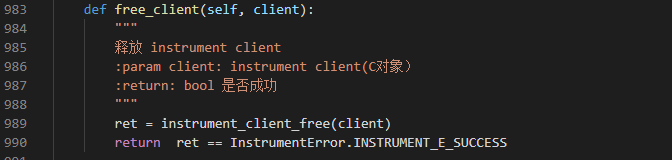 983 def free_client(self, client):
984 """
985 释放 instrument client
986 :param client: instrument client(C对象）
987 :return: bool 是否成功
988 """
989 ret = instrument_client_free(client)
990 return  ret == InstrumentError.INSTRUMENT_E_SUCCESS